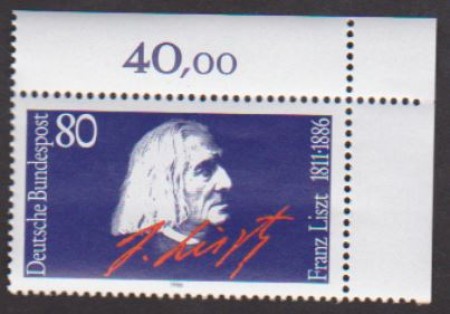 40,00
80
Deutsche Bundespost
F. Liszt
Franz Liszt 1811·1886